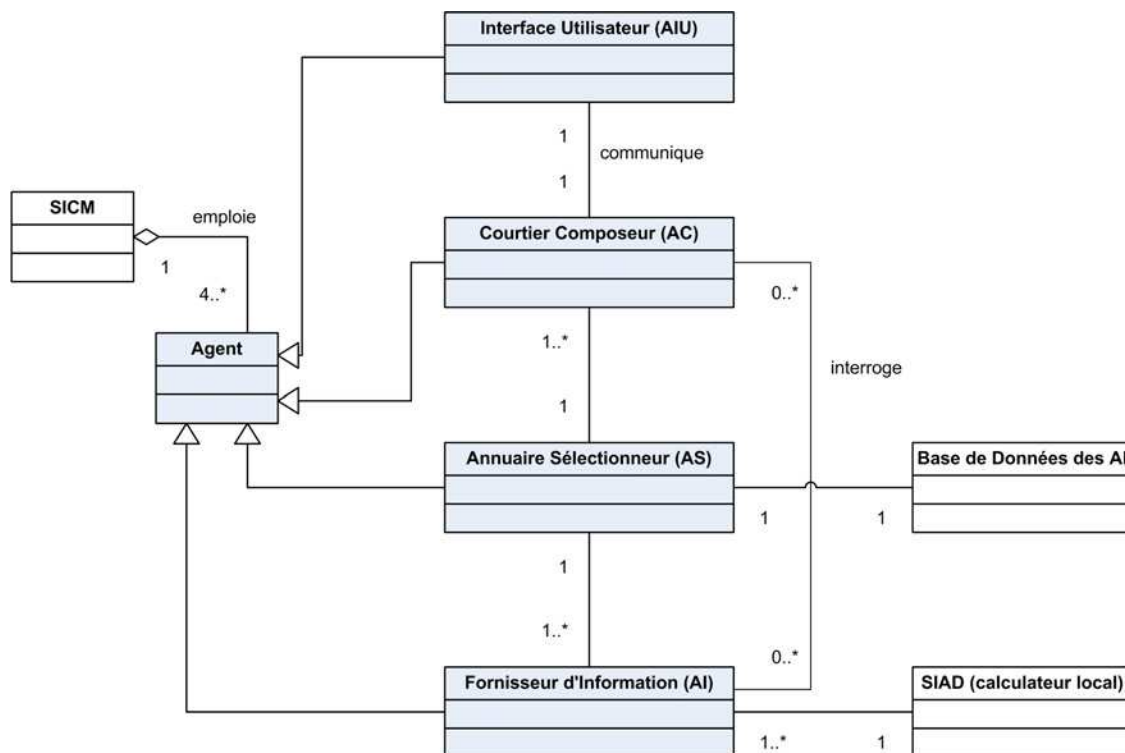 Interface Utilisateur (AIU)
1
communique
1
SICM
emploie
1
4..*
Courtier Composeur (AC)
0..*
1..*
Agent
interroge
1
Annuaire Sélectionneur (AS)
Base de Données des AI
1
1
1
1..*
0..*
Fornisseur d'Information (AI)
SIAD (calculateur local)
1..*
1